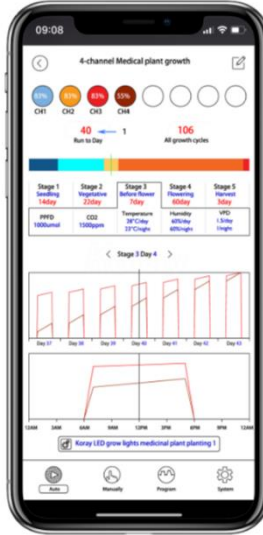 09:08
4-channel Medical plant growth
83% 83% 83% 55%
CH1 CH2 CH3 CH4
40 1 106
Run to Day All growth cycles
Stage 1 Stage 2 Stage 3 Stage 4 Stage 5
Seedling Vegetative Before flower Flowering Harvest
14day 22day 7day 60day 3day
PPFD CO2 Temperature Humidity VPD
1000umol 1500ppm 28°C/day 60%/day 1.5/day
23°C/night 60%/night 1/night
Stage 3 Day 4
Day 37 Day 38 Day 39 Day 40 Day 41 Day 42 Day 43
12AM 3AM 6AM 9AM 12PM 3PM 6PM 9PM 12AM
Koray LED grow lights medicinal plant planting 1
Auto Manually Program System